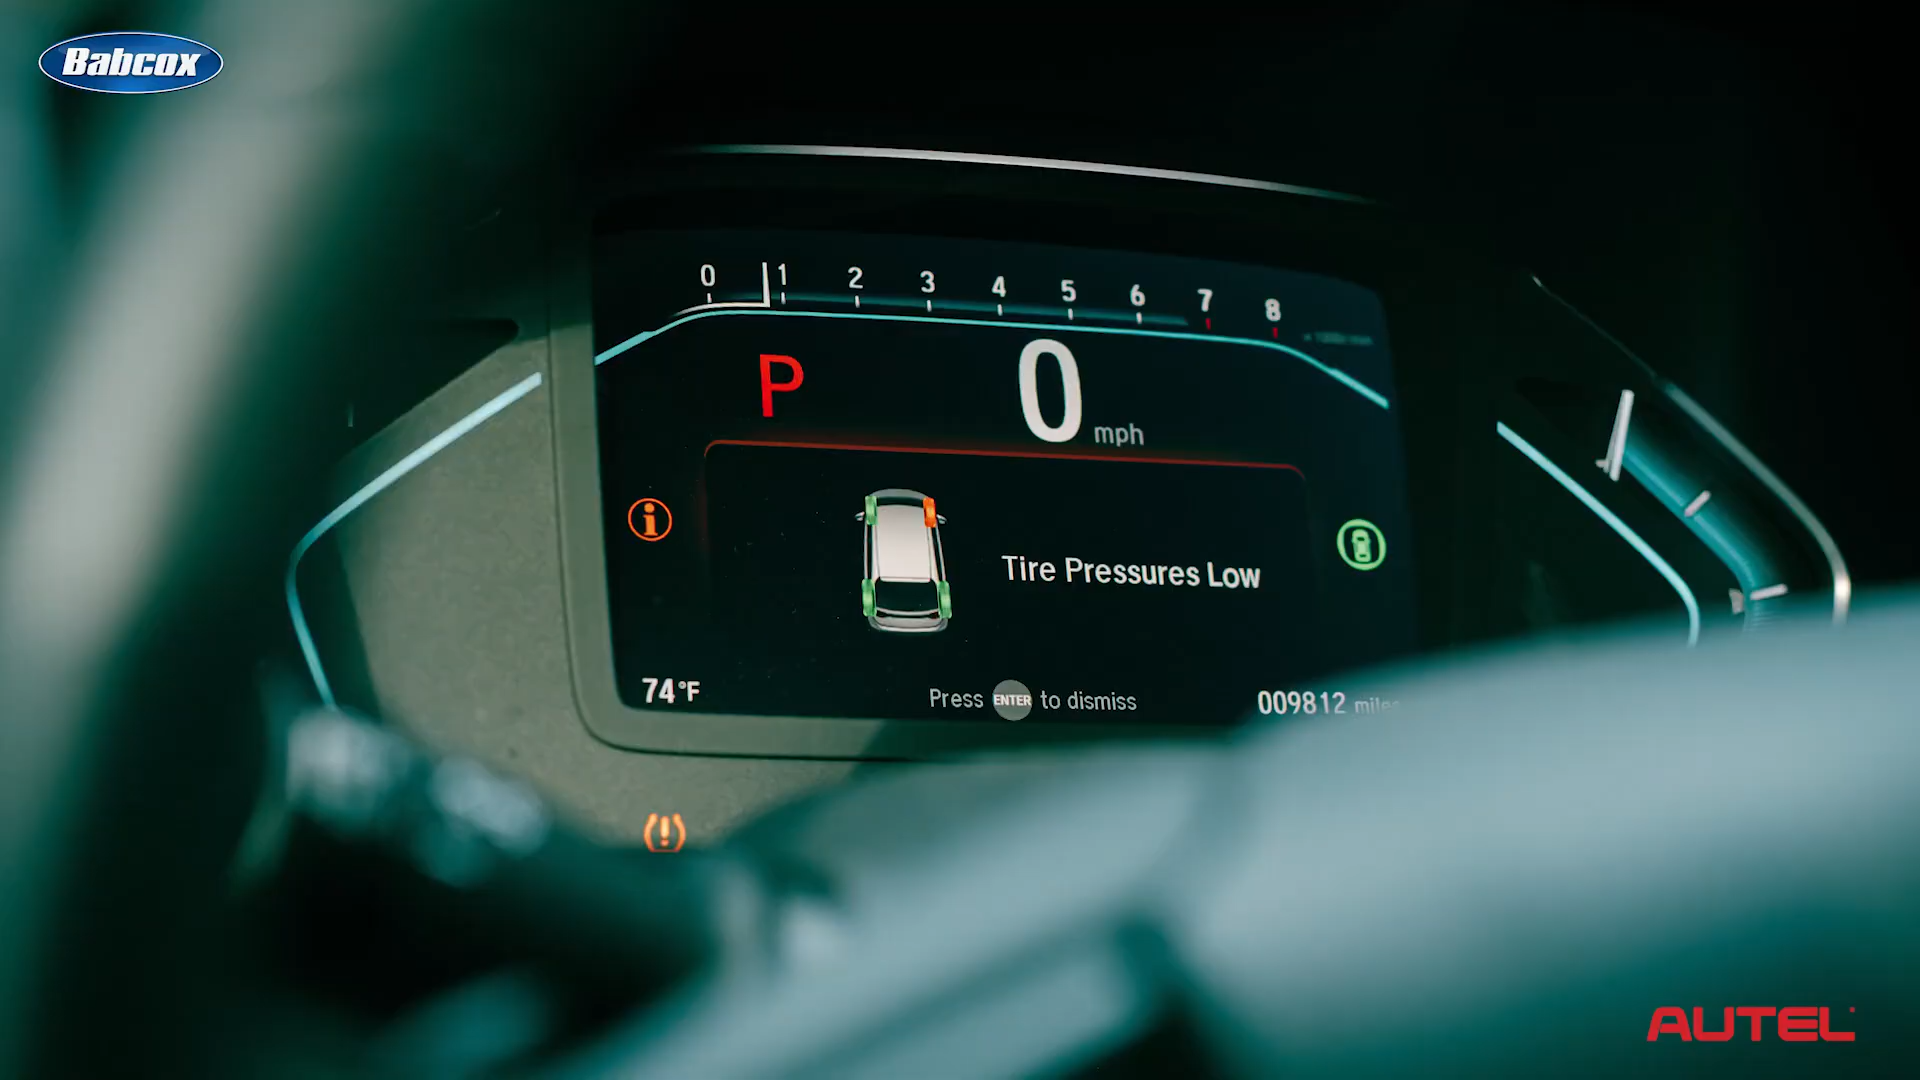 Babcox
0 1 2 3 4 5 6 7 8
P
0 mph
Tire Pressures Low
74°F
Press ENTER to dismiss
009812 miles
AUTEL